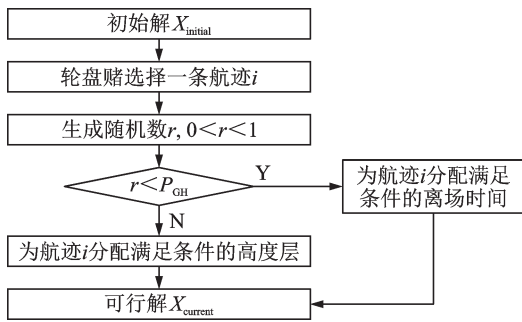 初始解Xinitial
轮盘赌选择一条航迹i
生成随机数r, 0<r<1
r<PGH
Y
N
为航迹i分配满足
条件的离场时间
为航迹i分配满足条件的高度层
可行解Xcurrent